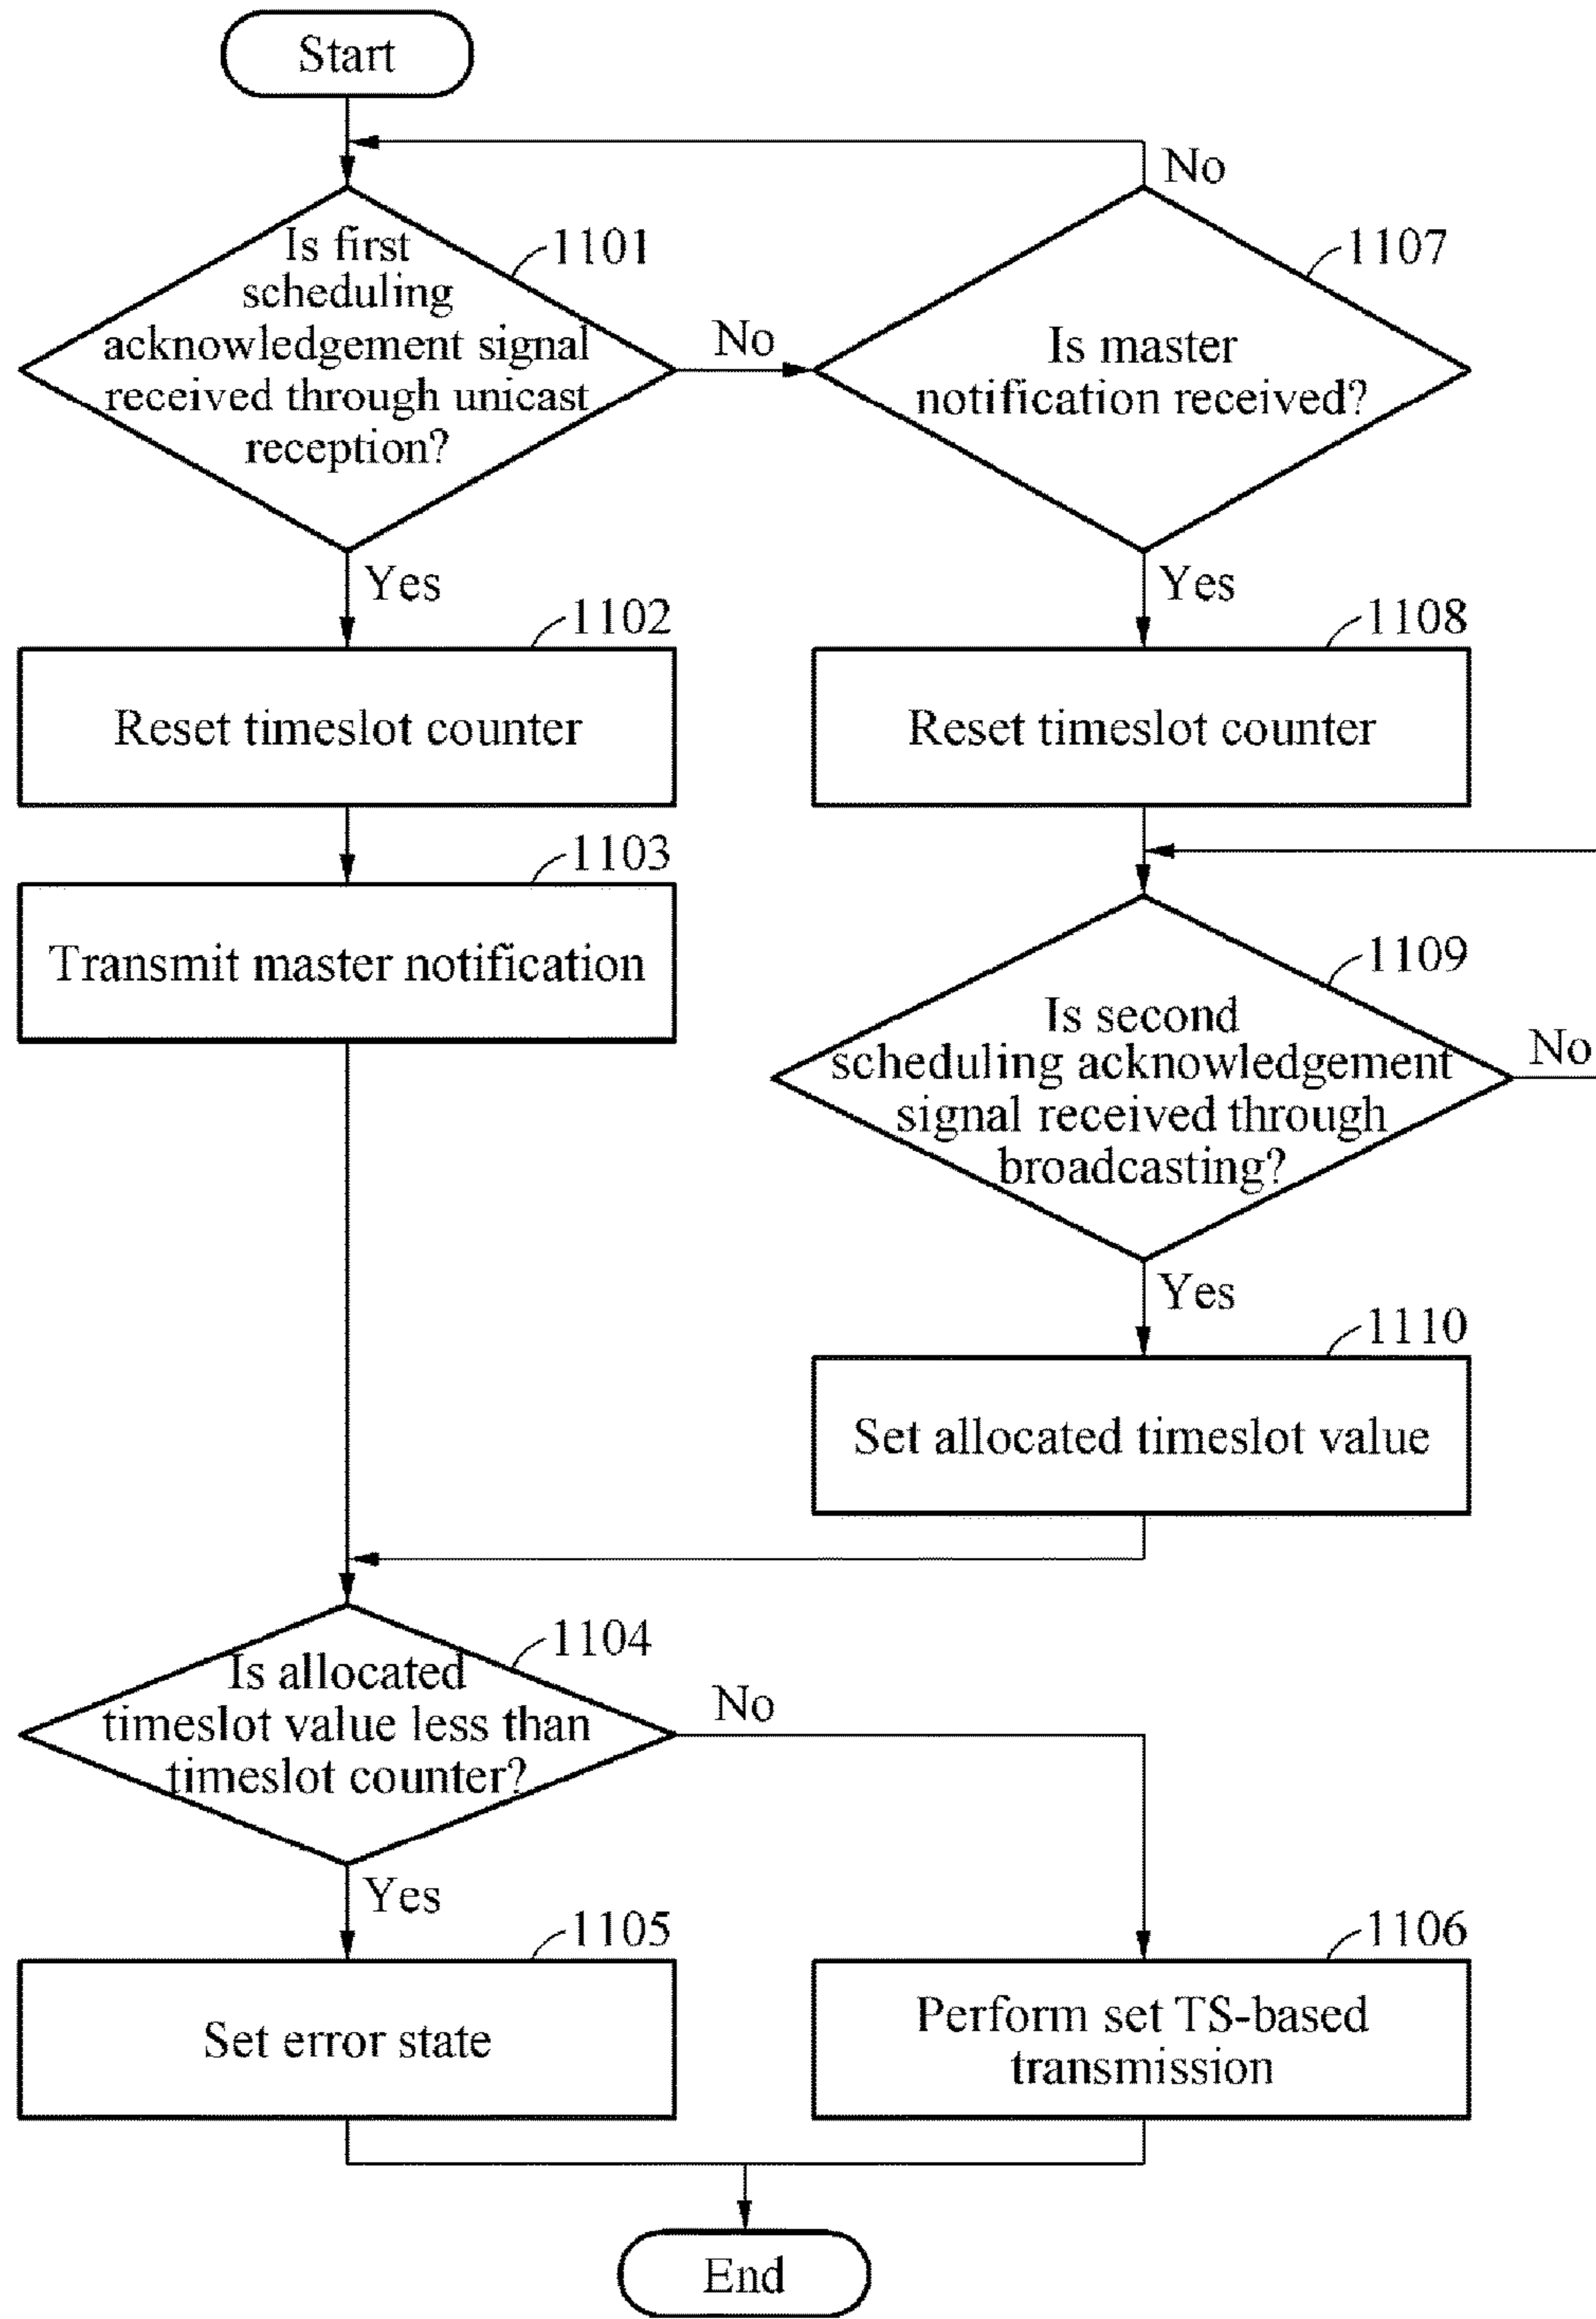 Start
No
Is first
scheduling
acknowledgement signal
received through unicast
reception?
1101
No
Is master
notification received?
1107
Yes
Yes
1102
Reset timeslot counter
1108
Reset timeslot counter
1103
Transmit master notification
1109
Is second
scheduling acknowledgement
signal received through
broadcasting?
No
Yes
1110
Set allocated timeslot value
1104
Is allocated
timeslot value less than
timeslot counter?
No
Yes
1105
Set error state
1106
Perform set TS-based
transmission
End